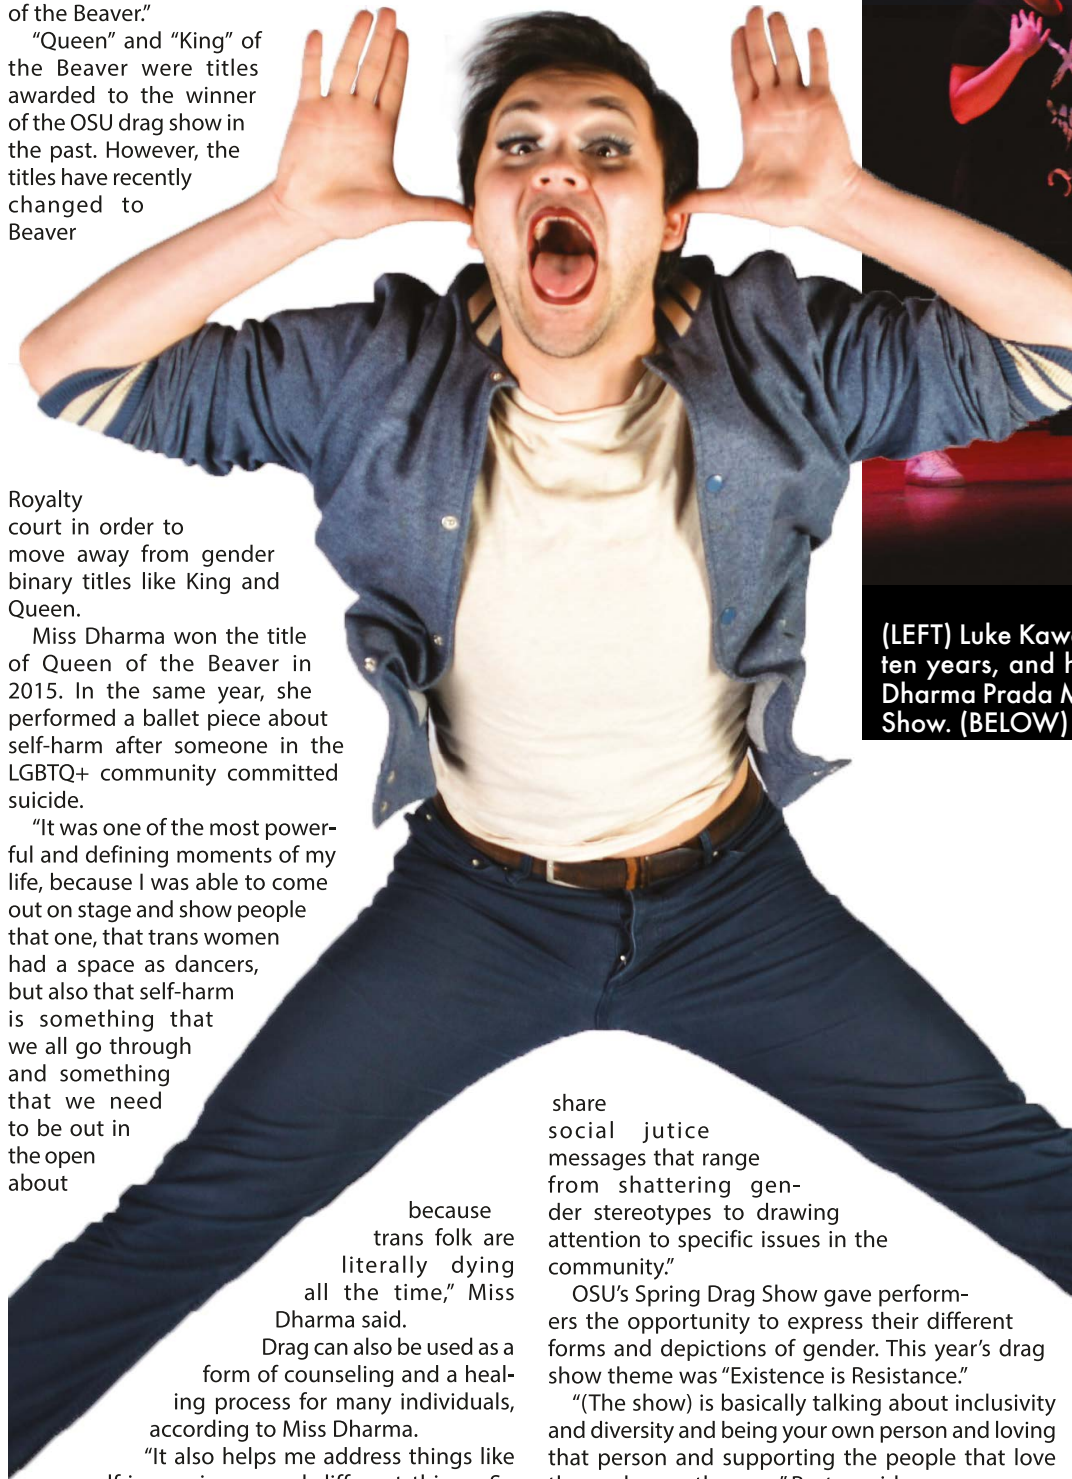 of the Beaver.”
“Queen” and “King” of
the Beaver were titles
awarded to the winner
of the OSU drag show in
the past. However, the
titles have recently
changed to
Beaver
Royalty
court in order to
move away from gender
binary titles like King and
Queen.
Miss Dharma won the title
of Queen of the Beaver in
2015. In the same year, she
performed a ballet piece about
self-harm after someone in the
LGBTQ+ community committed
suicide.
“It was one of the most power-
ful and defining moments of my
life, because I was able to come
out on stage and show people
that one, that trans women
had a space as dancers,
but also that self-harm
is something that
we all go through
and something
that we need
to be out in
the open
about
because
trans folk are
literally dying
all the time,” Miss
Dharma said.
Drag can also be used as a
form of counseling and a heal-
ing process for many individuals,
according to Miss Dharma.
“It also helps me address things like
share
social jutice
messages that range
from shattering gen-
der stereotypes to drawing
attention to specific issues in the
community.”
OSU’s Spring Drag Show gave perform-
ers the opportunity to express their different
forms and depictions of gender. This year’s drag
show theme was “Existence is Resistance.”
“(The show) is basically talking about inclusivity
and diversity and being your own person and loving
that person and supporting the people that love
(LEFT) Luke Kaw
ten years, and h
Dharma Prada M
Show. (BELOW)